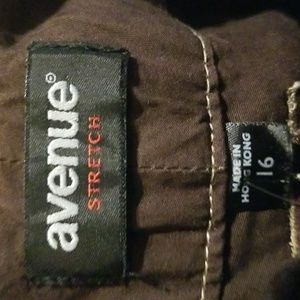 avenue®
STRETCH
MADE IN
HONG KONG
16